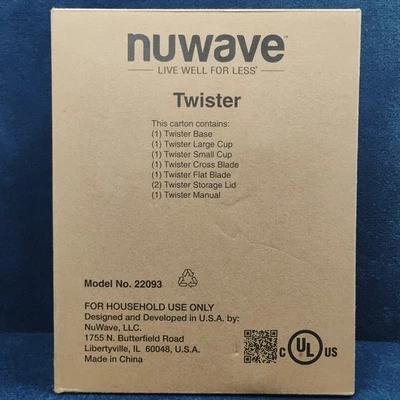 nuwave™
LIVE WELL FOR LESS®
Twister
This carton contains:
(1) Twister Base
(1) Twister Large Cup
(1) Twister Small Cup
(1) Twister Cross Blade
(1) Twister Flat Blade
(2) Twister Storage Lid
(1) Twister Manual
Model No. 22093
FOR HOUSEHOLD USE ONLY
Designed and Developed in U.S.A. by:
NuWave, LLC.
1755 N. Butterfield Road
Libertyville, IL 60048, U.S.A.
Made in China
C UL US